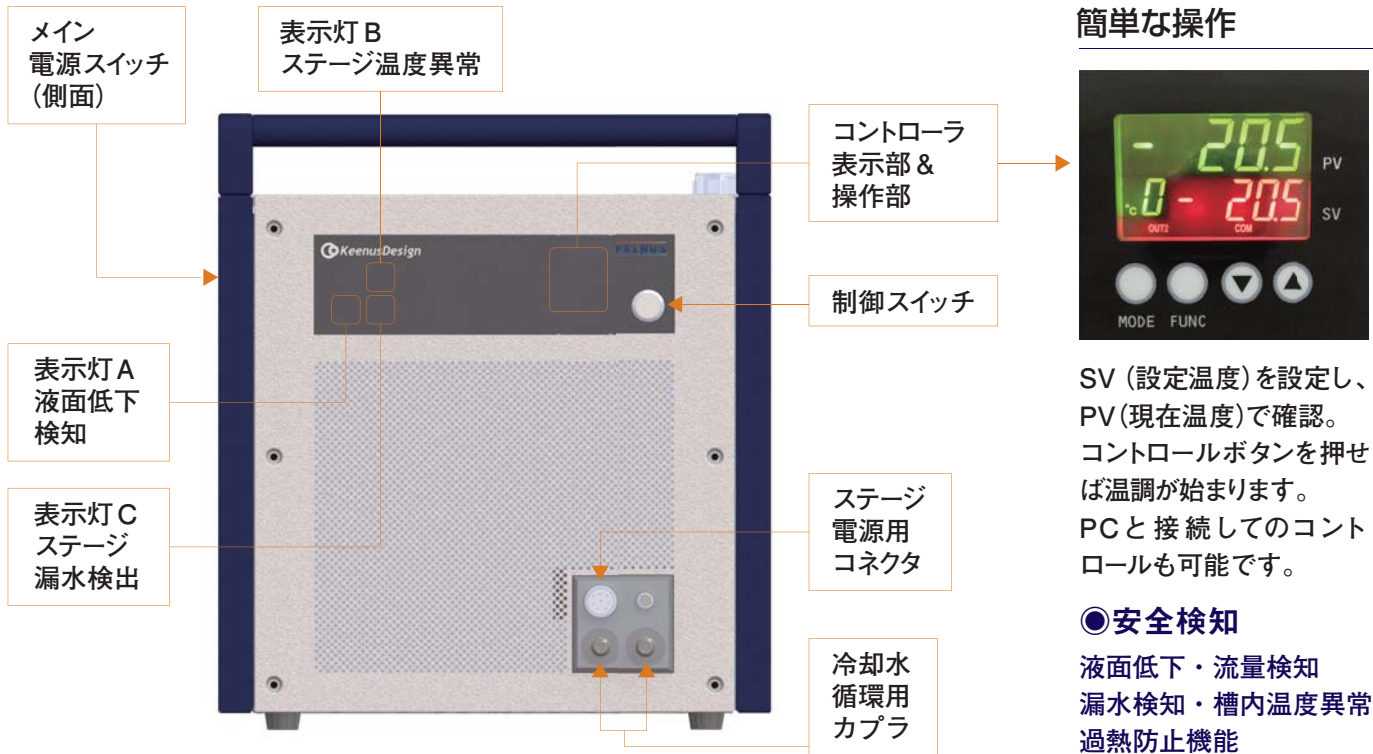 メイン
電源スイッチ
（側面）
表示灯 B
ステージ温度異常
コントローラ
表示部 &
操作部
制御スイッチ
表示灯 A
液面低下
検知
表示灯 C
ステージ
漏水検出
ステージ
電源用
コネクタ
冷却水
循環用
カプラ
KeenusDesign
PELNUS
簡単な操作
- 20.5 PV
°C 0 - 20.5 SV
OUT2 COM
MODE FUNC
SV（設定温度）を設定し、
PV（現在温度）で確認。
コントロールボタンを押せ
ば温調が始まります。
PCと接続してのコント
ロールも可能です。
◉安全検知
液面低下・流量検知
漏水検知・槽内温度異常
過熱防止機能